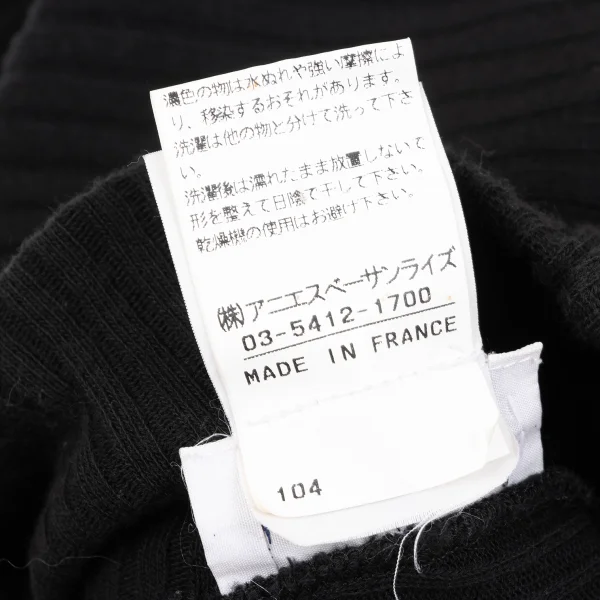 濃色の物は水ぬれや強い摩擦によ
り、移染するおそれがあります。
洗濯は他の物と分けて洗って下さ
い。
洗濯後は濡れたまま放置しないで
形を整えて日陰で干して下さい。
乾燥機の使用はお避け下さい。
(株)アニエスベーサンライズ
03-5412-1700
MADE IN FRANCE
104